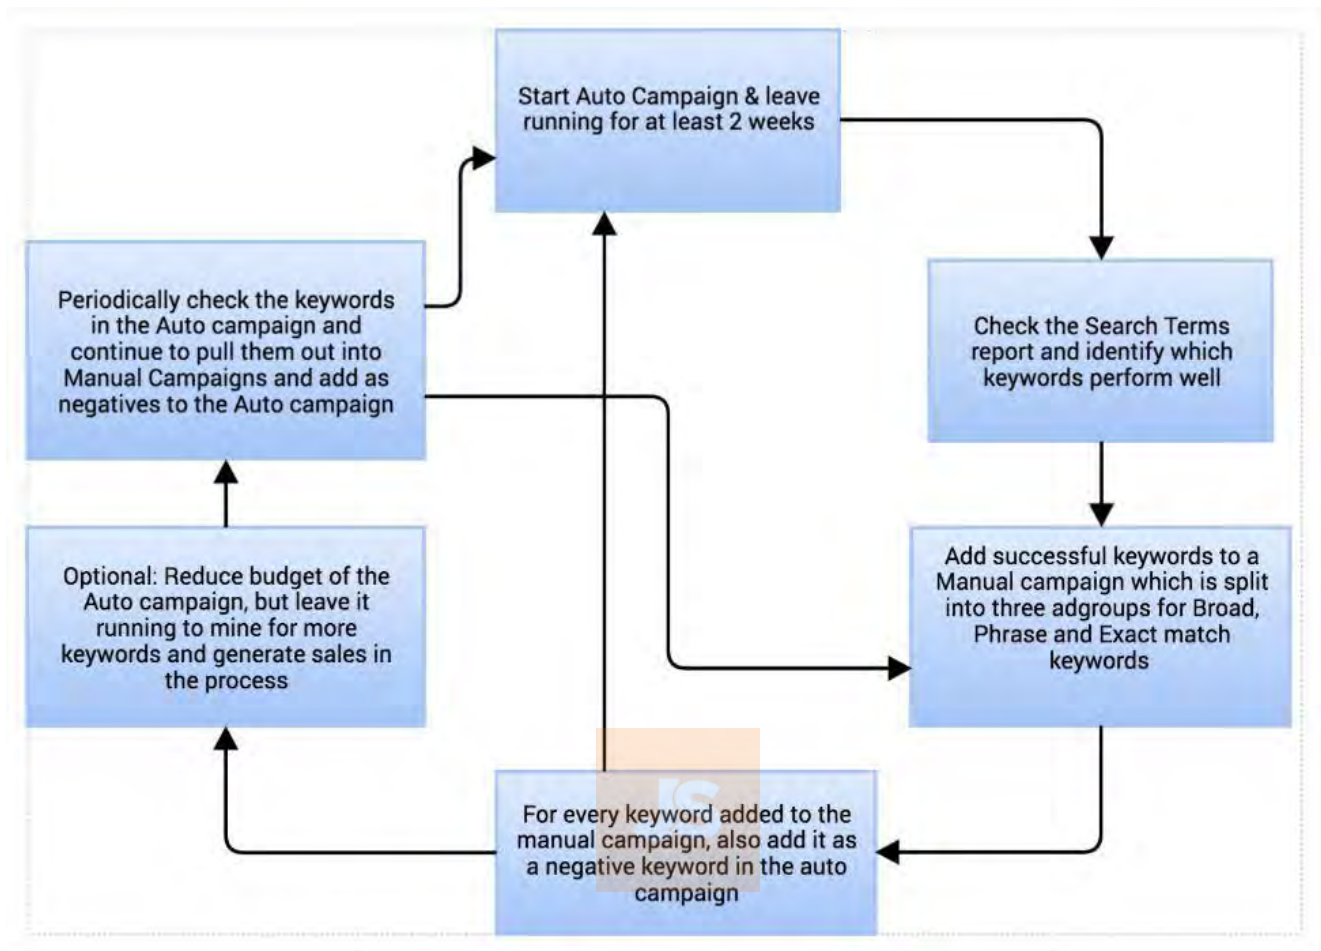 Start Auto Campaign & leave
running for at least 2 weeks
Periodically check the keywords
in the Auto campaign and
continue to pull them out into
Manual Campaigns and add as
negatives to the Auto campaign
Check the Search Terms
report and identify which
keywords perform well
Optional: Reduce budget of the
Auto campaign, but leave it
running to mine for more
keywords and generate sales in
the process
Add successful keywords to a
Manual campaign which is split
into three adgroups for Broad,
Phrase and Exact match
keywords
JS
For every keyword added to the
manual campaign, also add it as
a negative keyword in the auto
campaign